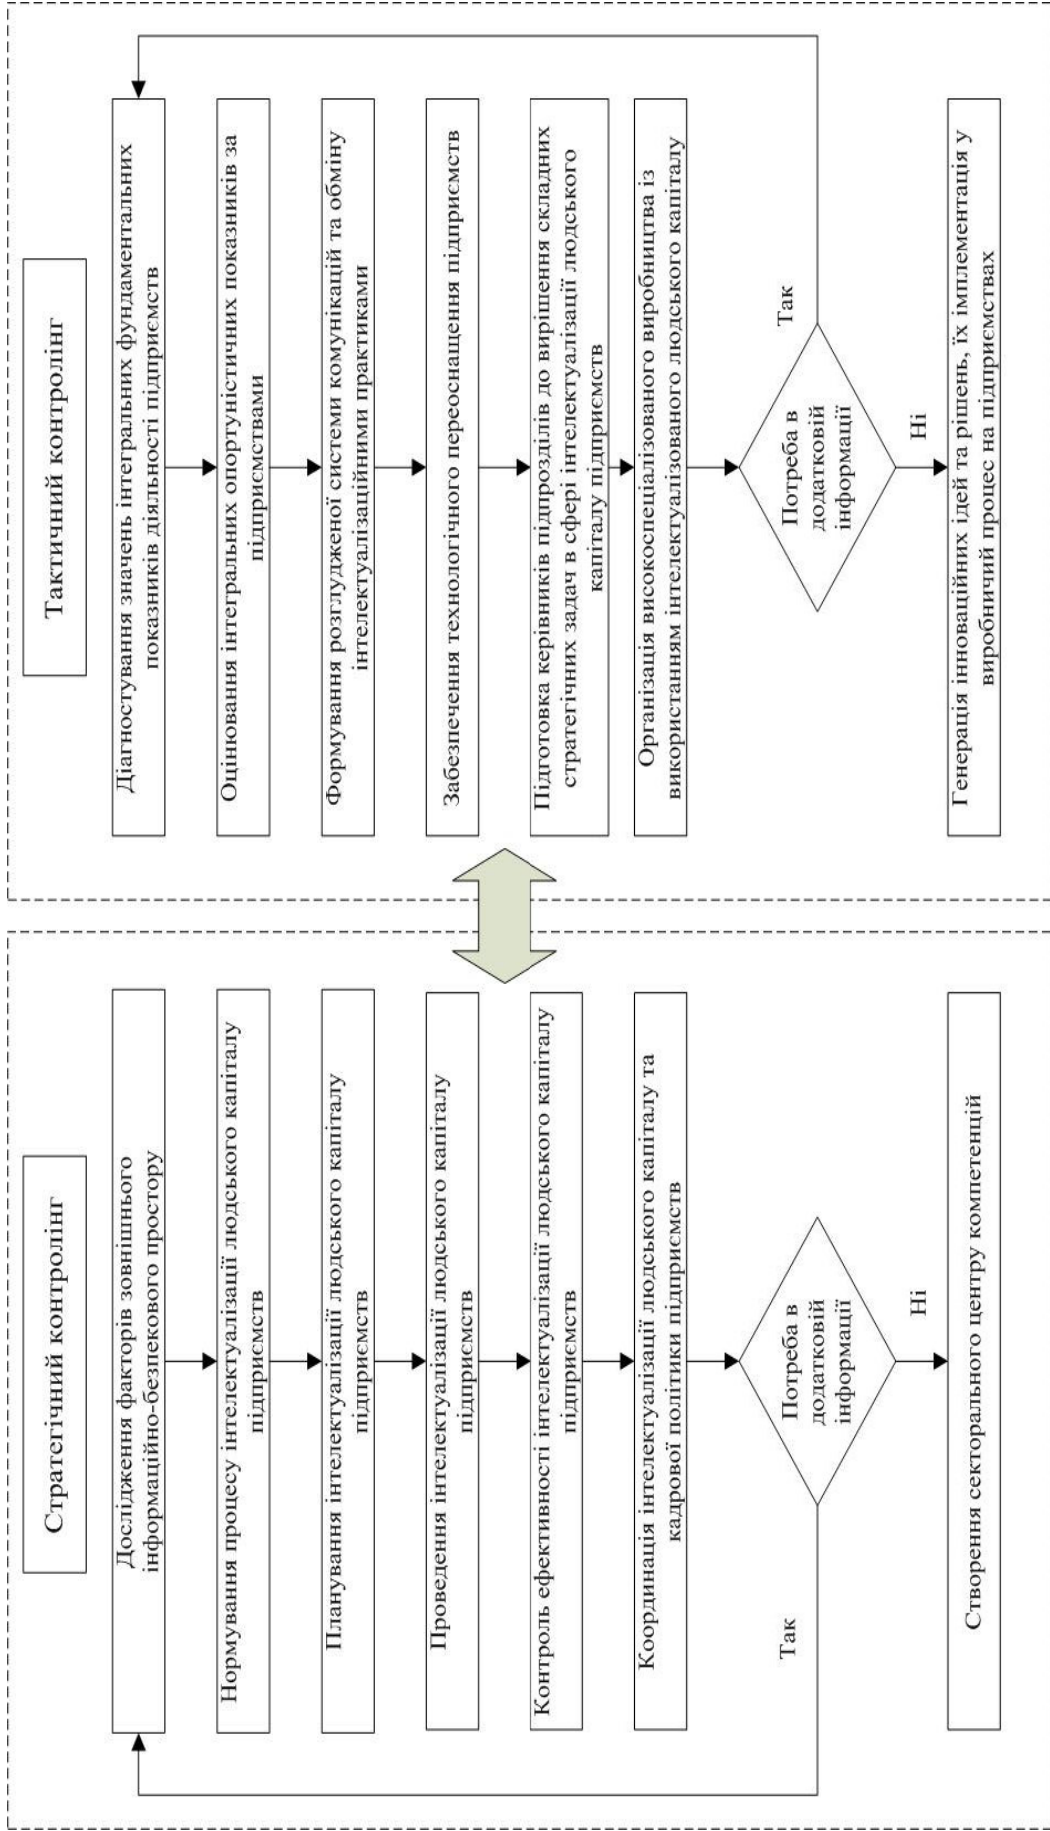 Стратегічний контролінг
Дослідження факторів зовнішнього
інформаційно-безпекового простору
Нормування процесу інтелектуалізації людського капіталу
підприємств
Планування інтелектуалізації людського капіталу
підприємств
Проведення інтелектуалізації людського капіталу
підприємств
Контроль ефективності інтелектуалізації людського капіталу
підприємств
Координація інтелектуалізації людського капіталу та
кадрової політики підприємств
Потреба в
додатковій
інформації
Так
Ні
Створення секторального центру компетенцій
Тактичний контролінг
Діагностування значень інтегральних фундаментальних
показників діяльності підприємств
Оцінювання інтегральних опортуністичних показників за
підприємствами
Формування розглудженої системи комунікацій та обміну
інтелектуалізаційними практиками
Забезпечення технологічного переоснащення підприємств
Підготовка керівників підпрозділів до вирішення складних
стратегічних задач в сфері інтелектуалізації людського
капіталу підприємств
Організація високоспеціалізованого виробництва із
використанням інтелектуалізованого людського капіталу
Потреба в
додатковій
інформації
Так
Ні
Генерація інноваційних ідей та рішень, їх імплементація у
виробничий процес на підприємствах